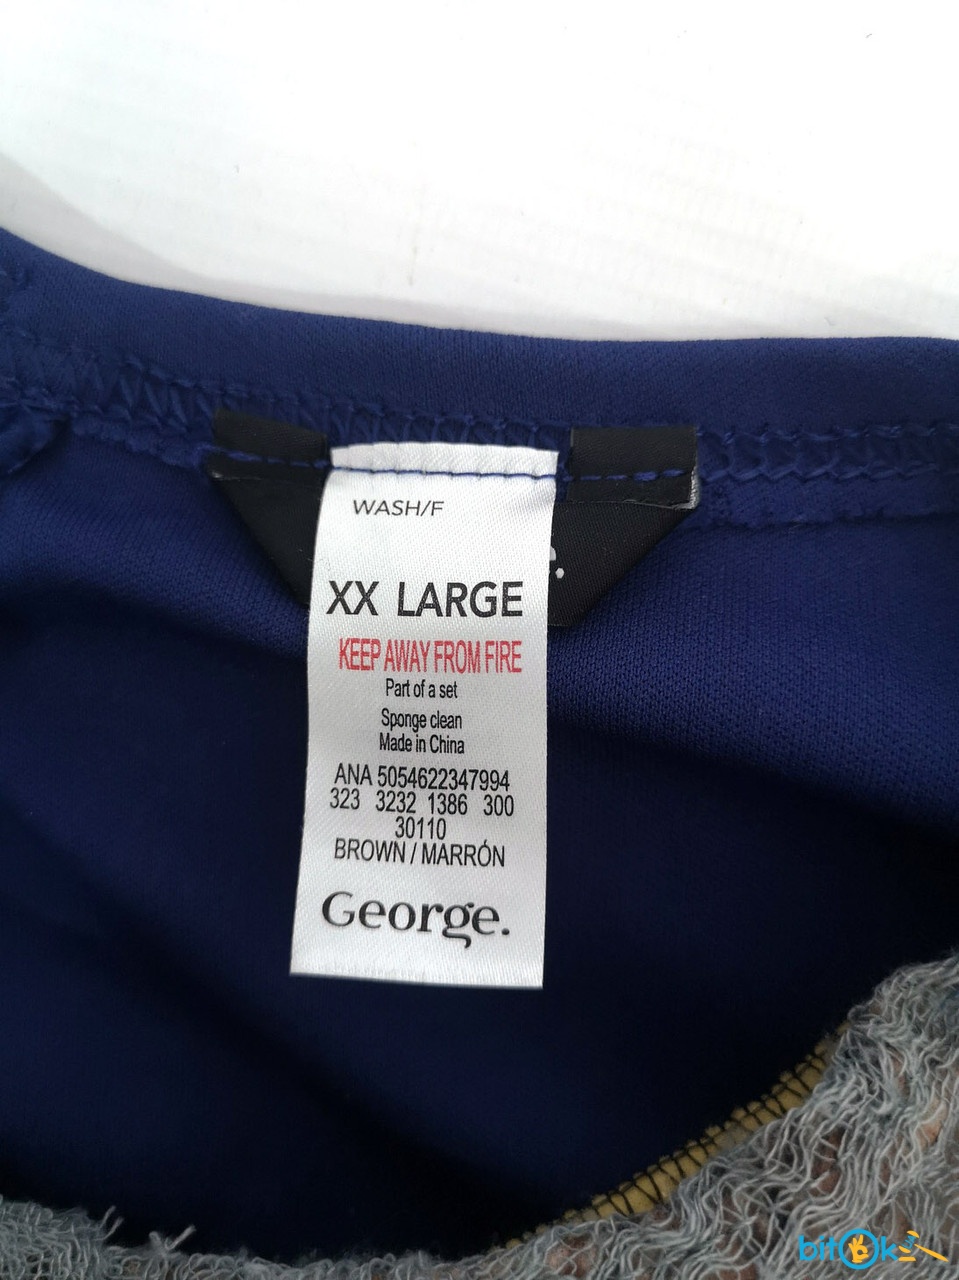 WASH/F
XX LARGE
KEEP AWAY FROM FIRE
Part of a set
Sponge clean
Made in China
ANA 5054622347994
323 3232 1386 300
30110
BROWN / MARRÓN
George.
bitOk